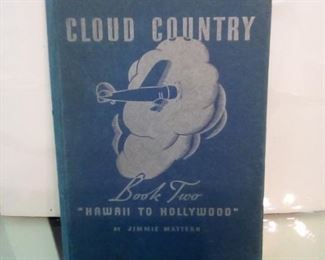 CLOUD COUNTRY
Book Two
"HAWAII TO HOLLYWOOD"
BY JIMMIE MATTERN